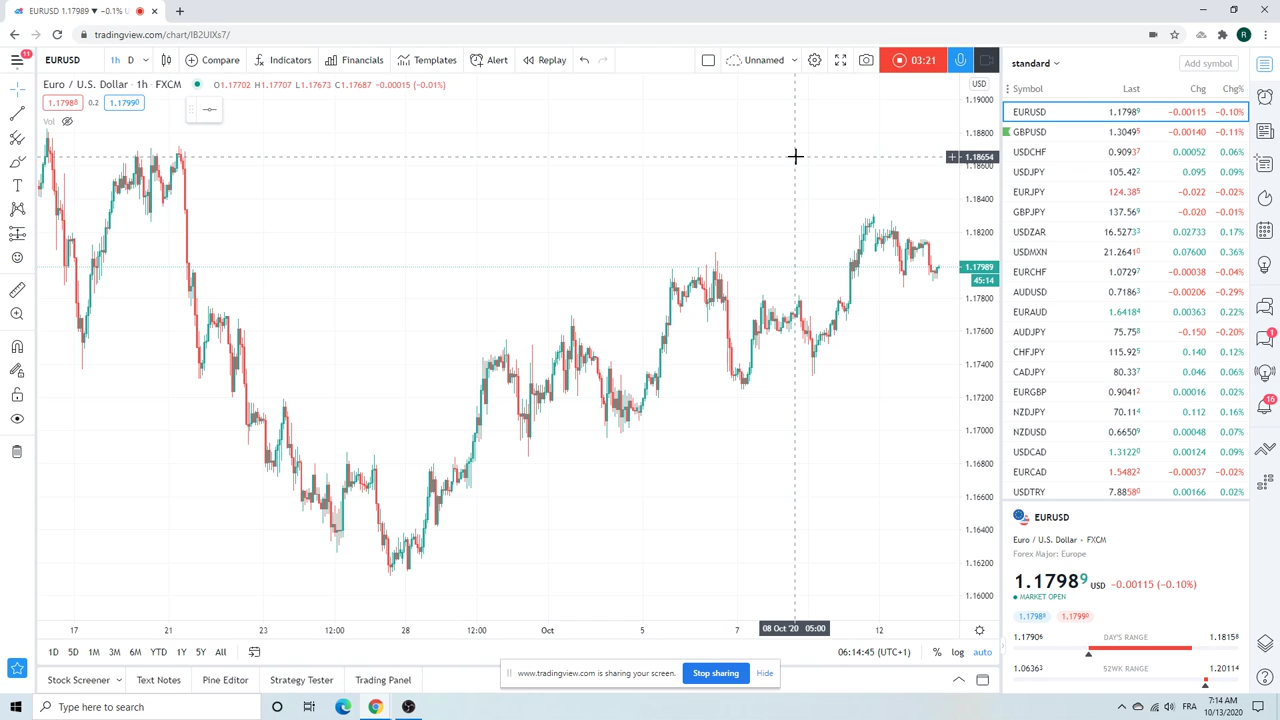 EURUSD 1.17989 ▼ −0.1% U
tradingview.com/chart/IB2UIXs7/
R
11
EURUSD
1h D
Compare
Indicators
Financials
Templates
Alert
Replay
Unnamed
03:21
Euro / U.S. Dollar · 1h · FXCM
O1.17702 H1.1 L1.17673 C1.17687 −0.00015 (−0.01%)
1.17988 0.2 1.17990
Vol
USD
1.19000
1.18800
1.18654
1.18600
1.18400
1.18200
1.17989
45:14
1.17800
1.17600
1.17400
1.17200
1.17000
1.16800
1.16600
1.16400
1.16200
1.16000
17 21 23 12:00 28 12:00 Oct 5 7 08 Oct '20 05:00 12
1D 5D 1M 3M 6M YTD 1Y 5Y All
06:14:45 (UTC+1) % log auto
Stock Screener Text Notes Pine Editor Strategy Tester Trading Panel
www.tradingview.com is sharing your screen. Stop sharing Hide
standard Add symbol
Symbol Last Chg Chg%
EURUSD 1.17989 −0.00115 −0.10%
GBPUSD 1.30495 −0.00140 −0.11%
USDCHF 0.90937 0.00052 0.06%
USDJPY 105.422 0.095 0.09%
EURJPY 124.385 −0.022 −0.02%
GBPJPY 137.569 −0.020 −0.01%
USDZAR 16.52733 0.02733 0.17%
USDMXN 21.26410 0.07600 0.36%
EURCHF 1.07297 −0.00038 −0.04%
AUDUSD 0.71863 −0.00206 −0.29%
EURAUD 1.64184 0.00363 0.22%
AUDJPY 75.758 −0.150 −0.20%
CHFJPY 115.925 0.140 0.12%
CADJPY 80.337 0.046 0.06%
EURGBP 0.90412 0.00016 0.02%
NZDJPY 70.114 0.112 0.16%
NZDUSD 0.66509 0.00048 0.07%
USDCAD 1.31220 0.00124 0.09%
EURCAD 1.54822 −0.00037 −0.02%
USDTRY 7.88580 0.00166 0.02%
EURUSD
Euro / U.S. Dollar • FXCM
Forex Major: Europe
1.17989 USD −0.00115 (−0.10%)
MARKET OPEN
1.17988 1.17990
1.17906 DAY'S RANGE 1.18158
1.06363 52WK RANGE 1.20114
1
16
Type here to search
FRA
7:14 AM
10/13/2020